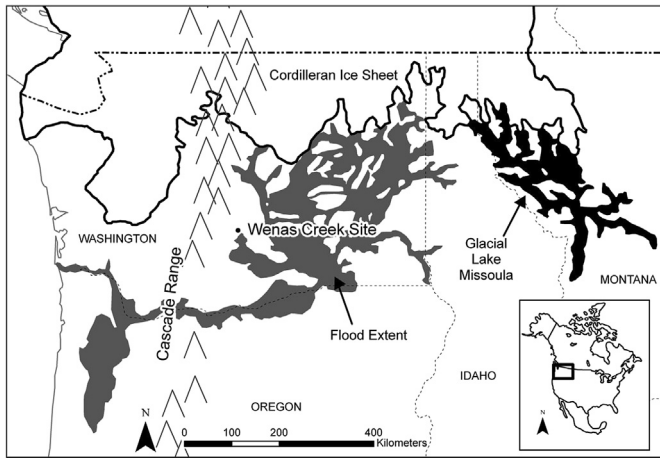 Cordilleran Ice Sheet
Wenas Creek Site
WASHINGTON
Cascade Range
Glacial
Lake
Missoula
MONTANA
Flood Extent
IDAHO
OREGON
N
0 100 200 400
Kilometers
N